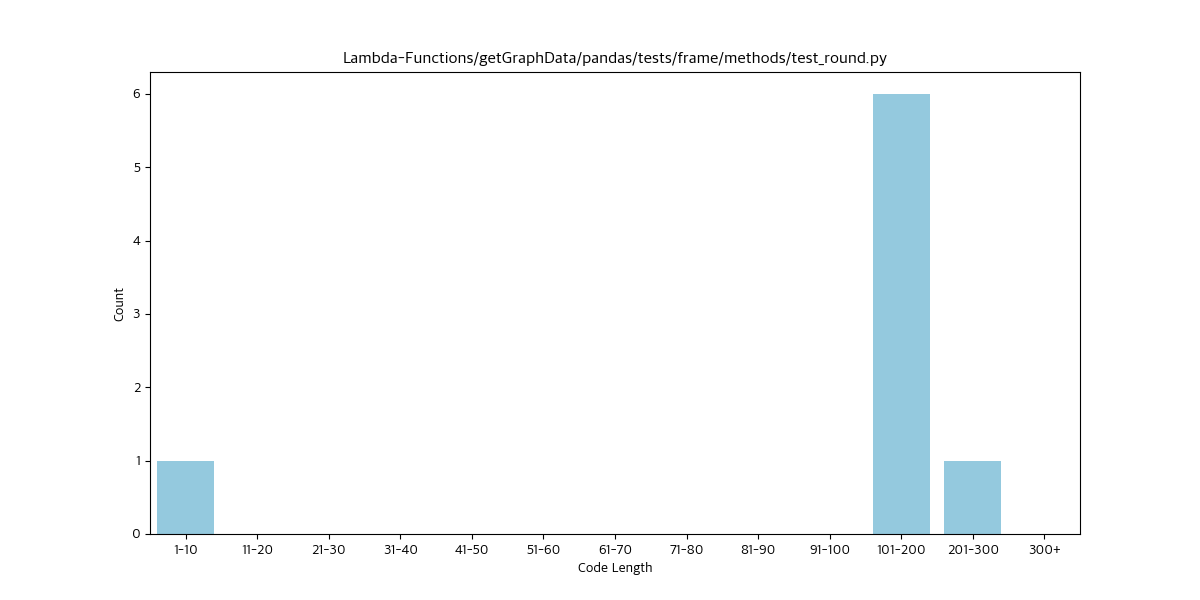 Lambda-Functions/getGraphData/pandas/tests/frame/methods/test_round.py
6
5
4
3
2
1
0
Count
1-10 11-20 21-30 31-40 41-50 51-60 61-70 71-80 81-90 91-100 101-200 201-300 300+
Code Length